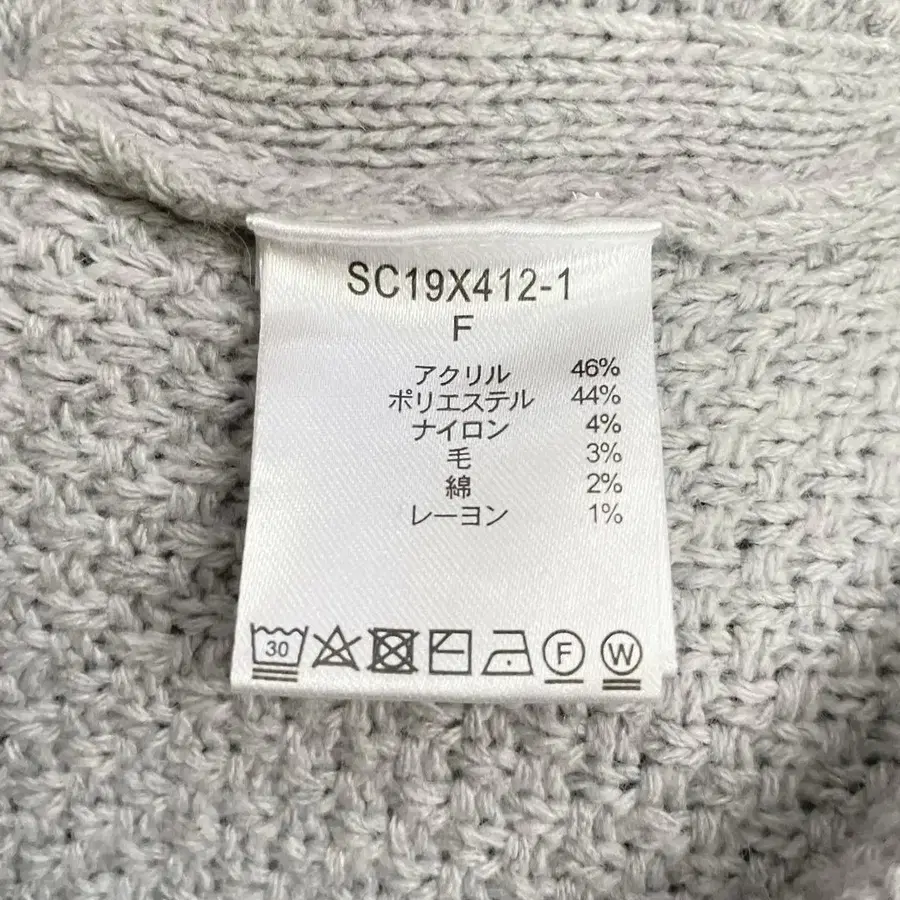 SC19X412-1
F
アクリル 46%
ポリエステル 44%
ナイロン 4%
毛 3%
綿 2%
レーヨン 1%
30 F W